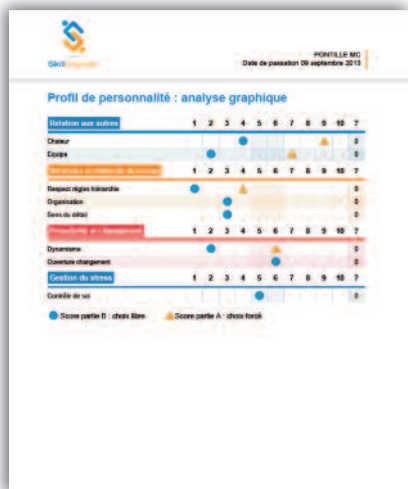 Skill
PONTILLE MC
Date de passation 09 septembre 2013
Profil de personnalité : analyse graphique
Relation aux autres 1 2 3 4 5 6 7 8 9 10 ?
Chaleur 0
Equipe 0
1 2 3 4 5 6 7 8 9 10 ?
Respect règles hiérarchie 0
Organisation 0
Sens du détail 0
1 2 3 4 5 6 7 8 9 10 ?
Dynamisme 0
Ouverture changement 0
Gestion du stress 1 2 3 4 5 6 7 8 9 10 ?
Contrôle de soi 0
Score partie B : choix libre Score partie A : choix forcé